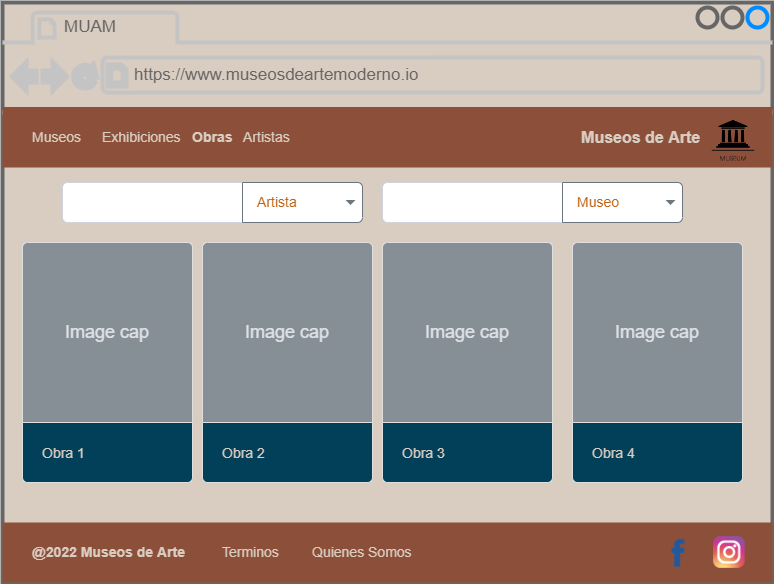 MUAM
https://www.museosdeartemoderno.io
Museos Exhibiciones Obras Artistas Museos de Arte
MUSEUM
Artista Museo
Image cap Image cap Image cap Image cap
Obra 1 Obra 2 Obra 3 Obra 4
@2022 Museos de Arte Terminos Quienes Somos